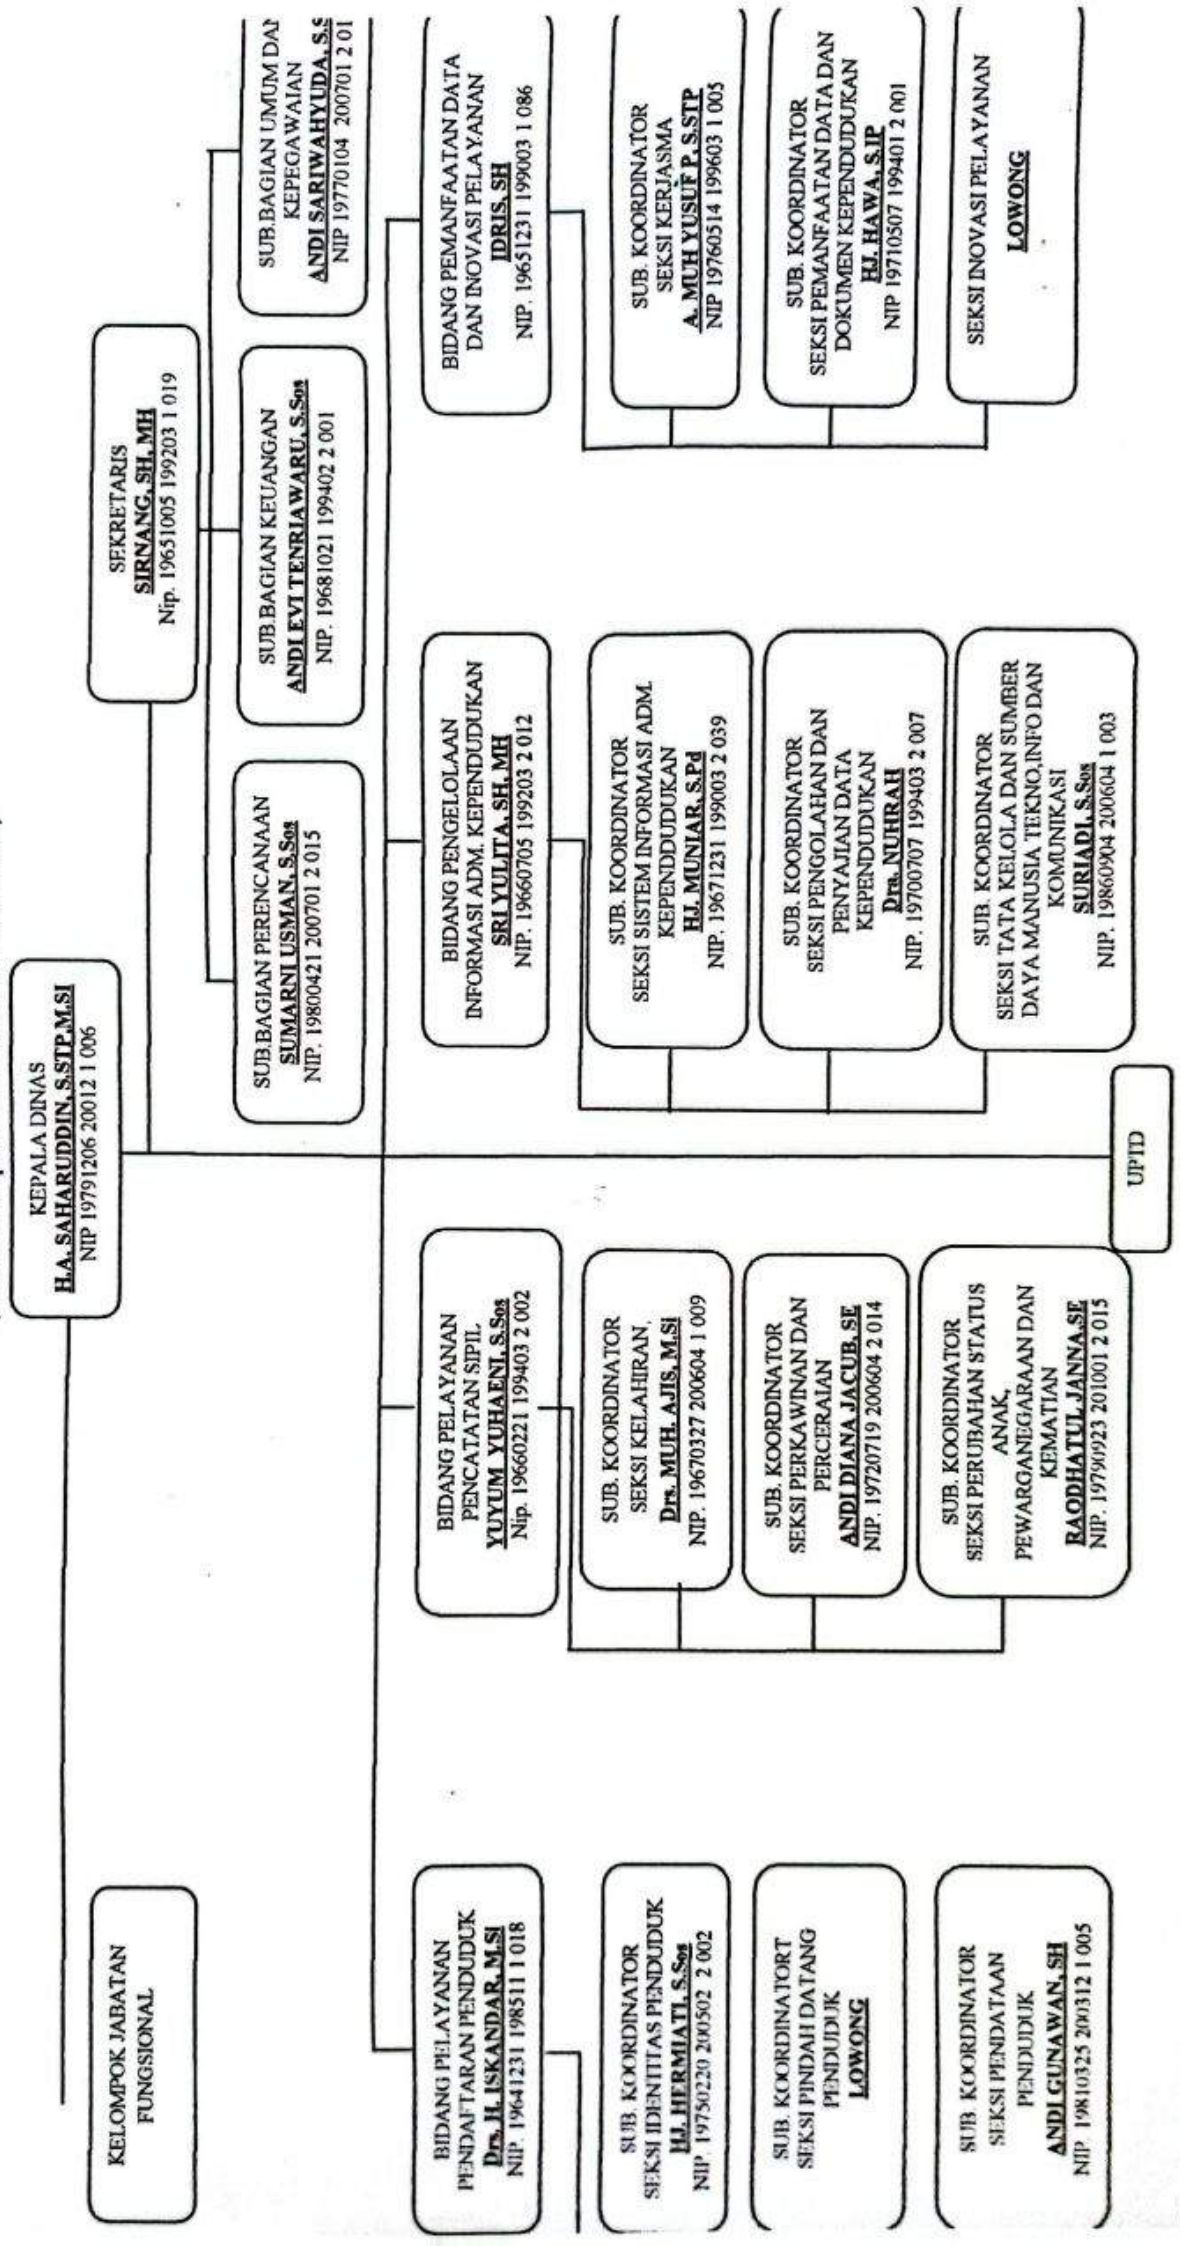 KEPALA DINAS
H.A. SAHARUDDIN, S.STP,M.SI
NIP 19791206 20012 1 006
KELOMPOK JABATAN
FUNGSIONAL
SEKRETARIS
SIRNANG, SH, MH
Nip. 19651005 199203 1 019
SUB.BAGIAN PERENCANAAN
SUMARNI USMAN, S.Sos
NIP. 19800421 200701 2 015
SUB.BAGIAN KEUANGAN
ANDI EVI TENRIAWARU, S.Sos
NIP. 19681021 199402 2 001
SUB.BAGIAN UMUM DAN
KEPEGAWAIAN
ANDI SARIWAHYUDA, S.S
NIP 19770104 200701 2 01
BIDANG PELAYANAN
PENDAFTARAN PENDUDUK
Drs. H. ISKANDAR, M.SI
NIP. 19641231 198511 1 018
SUB. KOORDINATOR
SEKSI IDENTITAS PENDUDUK
HJ. HERMIATI, S.Sos
NIP. 19750220 200502 2 002
SUB. KOORDINATORT
SEKSI PINDAH DATANG
PENDUDUK
LOWONG
SUB. KOORDINATOR
SEKSI PENDATAAN
PENDUDUK
ANDI GUNAWAN, SH
NIP. 19810325 200312 1 005
BIDANG PELAYANAN
PENCATATAN SIPIL
YUYUM YUHAENI, S.Sos
Nip. 19660221 199403 2 002
SUB. KOORDINATOR
SEKSI KELAHIRAN,
Drs. MUH. AJIS, M.Si
NIP. 19670327 200604 1 009
SUB. KOORDINATOR
SEKSI PERKAWINAN DAN
PERCERAIAN
ANDI DIANA JACUB, SE
NIP. 19720719 200604 2 014
SUB. KOORDINATOR
SEKSI PERUBAHAN STATUS
ANAK,
PEWARGANEGARAAN DAN
KEMATIAN
RAODHATUL JANNA,SE
NIP. 19790923 201001 2 015
BIDANG PENGELOLAAN
INFORMASI ADM. KEPENDUDUKAN
SRI YULITA, SH, MH
NIP. 19660705 199203 2 012
SUB. KOORDINATOR
SEKSI SISTEM INFORMASI ADM.
KEPENDDUDUKAN
HJ. MUNIAR, S.Pd
NIP. 19671231 199003 2 039
SUB. KOORDINATOR
SEKSI PENGOLAHAN DAN
PENYAJIAN DATA
KEPENDUDUKAN
Dra. NUHRAH
NIP. 19700707 199403 2 007
SUB. KOORDINATOR
SEKSI TATA KELOLA DAN SUMBER
DAYA MANUSIA TEKNO,INFO DAN
KOMUNIKASI
SURIADI, S.Sos
NIP. 19860904 200604 1 003
BIDANG PEMANFAATAN DATA
DAN INOVASI PELAYANAN
IDRIS, SH
NIP. 19651231 199003 1 086
SUB. KOORDINATOR
SEKSI KERJASMA
A. MUH YUSUF P, S.STP
NIP 19760514 199603 1 005
SUB. KOORDINATOR
SEKSI PEMANFAATAN DATA DAN
DOKUMEN KEPENDUDUKAN
HJ. HAWA, S.IP
NIP 19710507 199401 2 001
SEKSI INOVASI PELAYANAN
LOWONG
UPTD